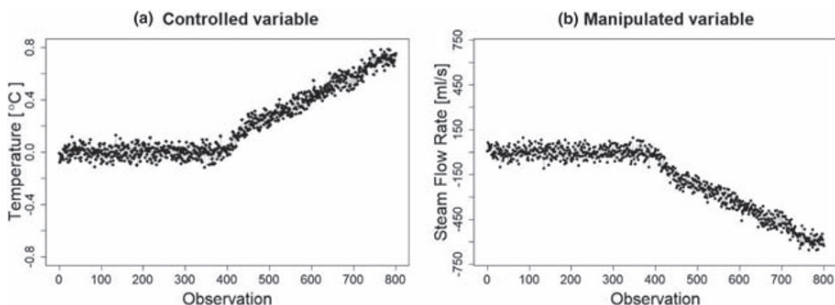 (a) Controlled variable
Temperature [°C]
0.8
0.4
0.0
-0.4
-0.8
0 100 200 300 400 500 600 700 800
Observation
(b) Manipulated variable
Steam Flow Rate [ml/s]
750
450
150
-150
-450
-750
0 100 200 300 400 500 600 700 800
Observation